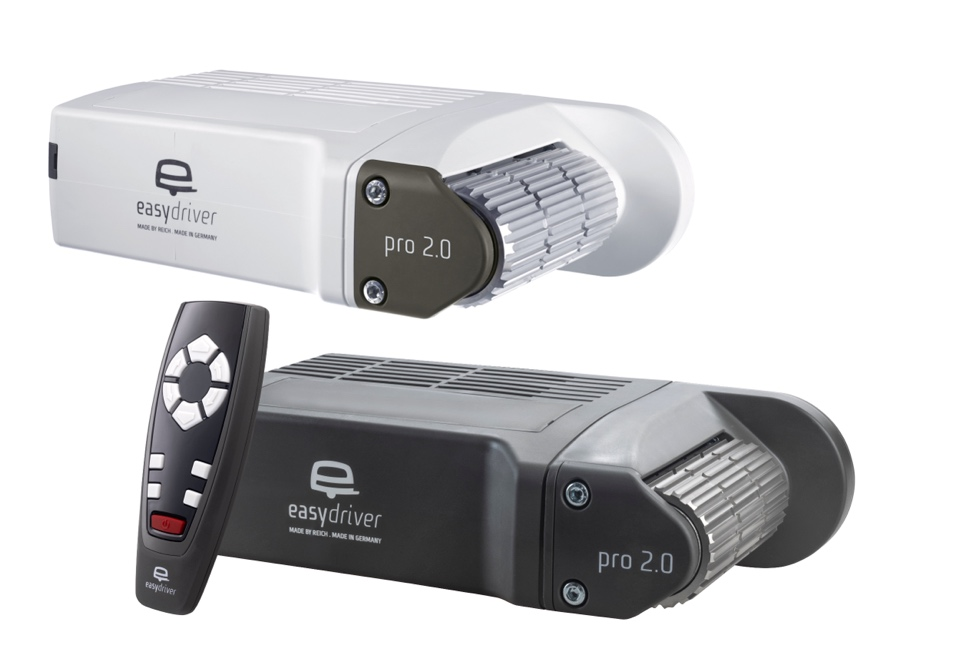 easydriver
MADE BY REICH . MADE IN GERMANY
pro 2.0
easydriver
MADE BY REICH . MADE IN GERMANY
pro 2.0
easydriver